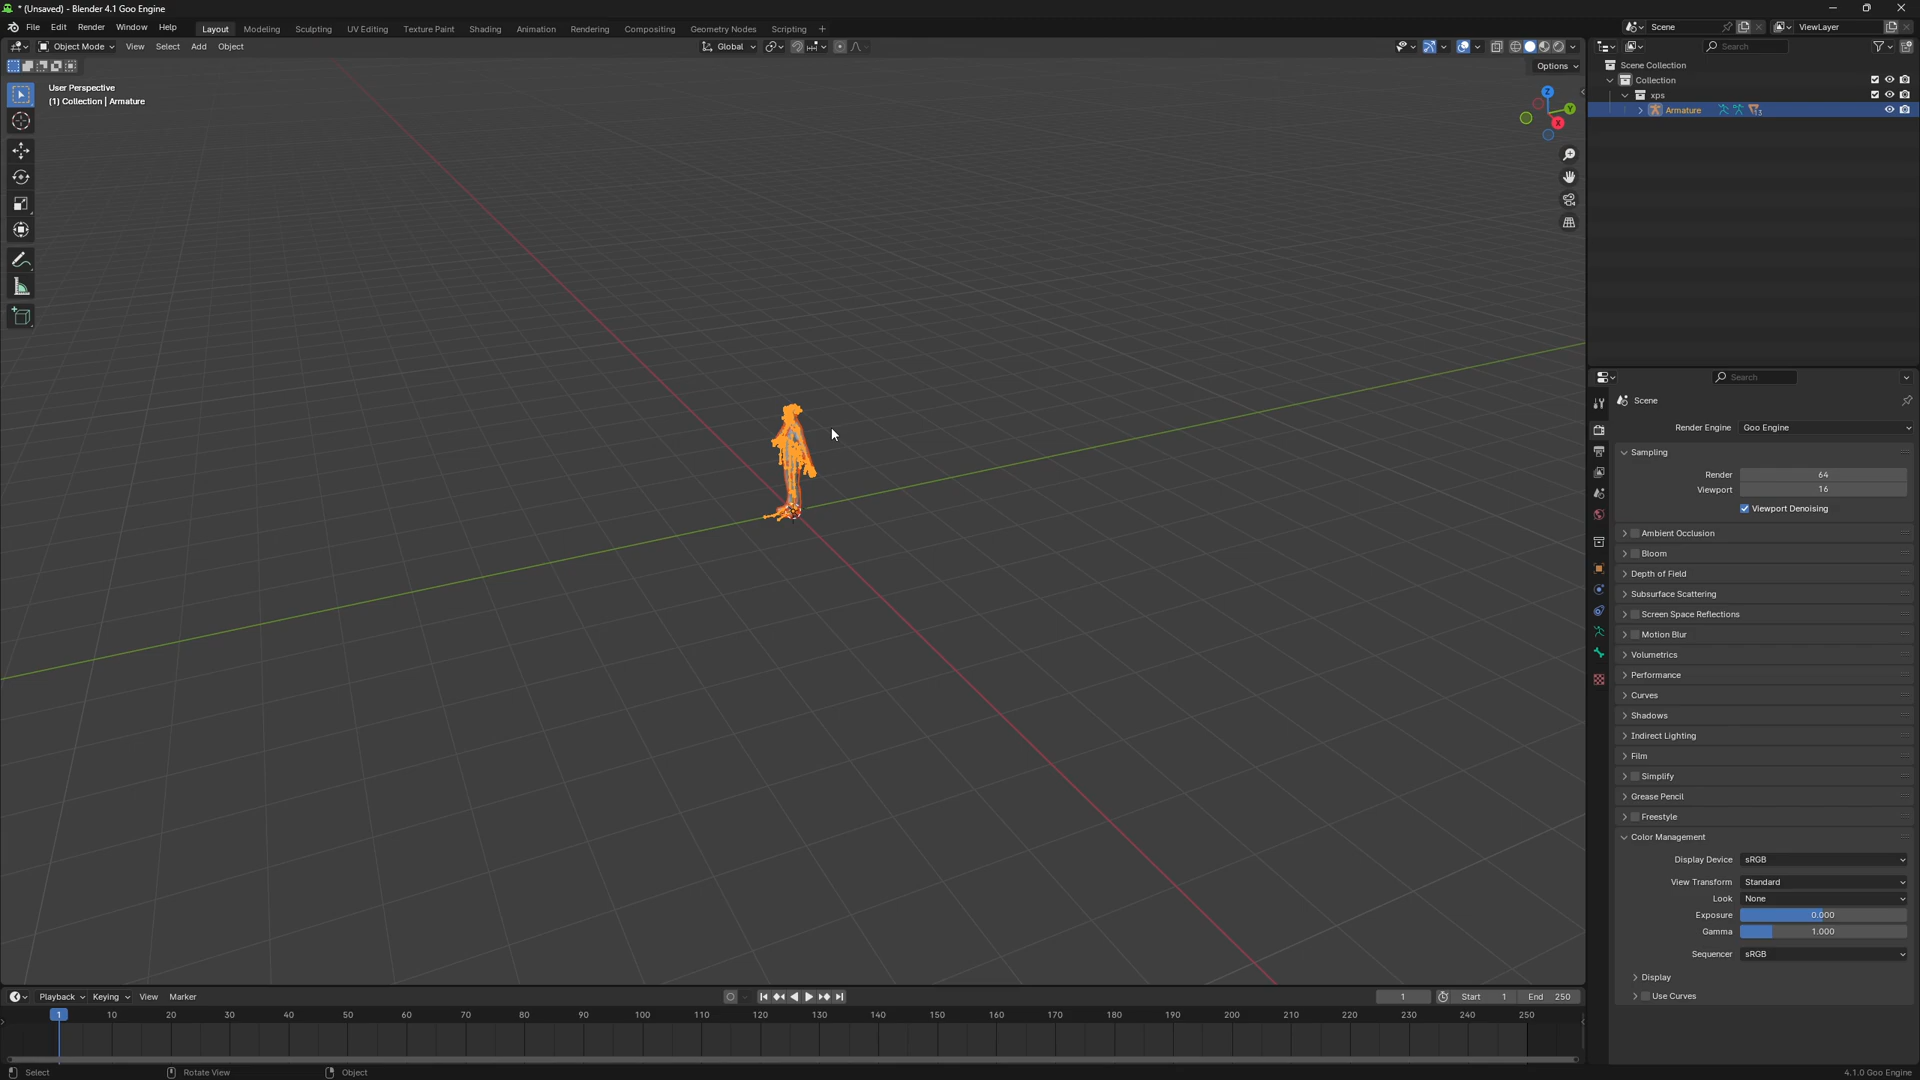 * (Unsaved) - Blender 4.1 Goo Engine
File Edit Render Window Help
Layout Modeling Sculpting UV Editing Texture Paint Shading Animation Rendering Compositing Geometry Nodes Scripting +
Scene ViewLayer
Object Mode View Select Add Object
Global
Search
Options
User Perspective
(1) Collection | Armature
Z
Y
X
Scene Collection
Collection
xps
Armature 13
Search
Scene
Render Engine Goo Engine
Sampling
Render 64
Viewport 16
Viewport Denoising
Ambient Occlusion
Bloom
Depth of Field
Subsurface Scattering
Screen Space Reflections
Motion Blur
Volumetrics
Performance
Curves
Shadows
Indirect Lighting
Film
Simplify
Grease Pencil
Freestyle
Color Management
Display Device sRGB
View Transform Standard
Look None
Exposure 0.000
Gamma 1.000
Sequencer sRGB
Display
Use Curves
Playback Keying View Marker
1 Start 1 End 250
1 10 20 30 40 50 60 70 80 90 100 110 120 130 140 150 160 170 180 190 200 210 220 230 240 250
Select Rotate View Object
4.1.0 Goo Engine